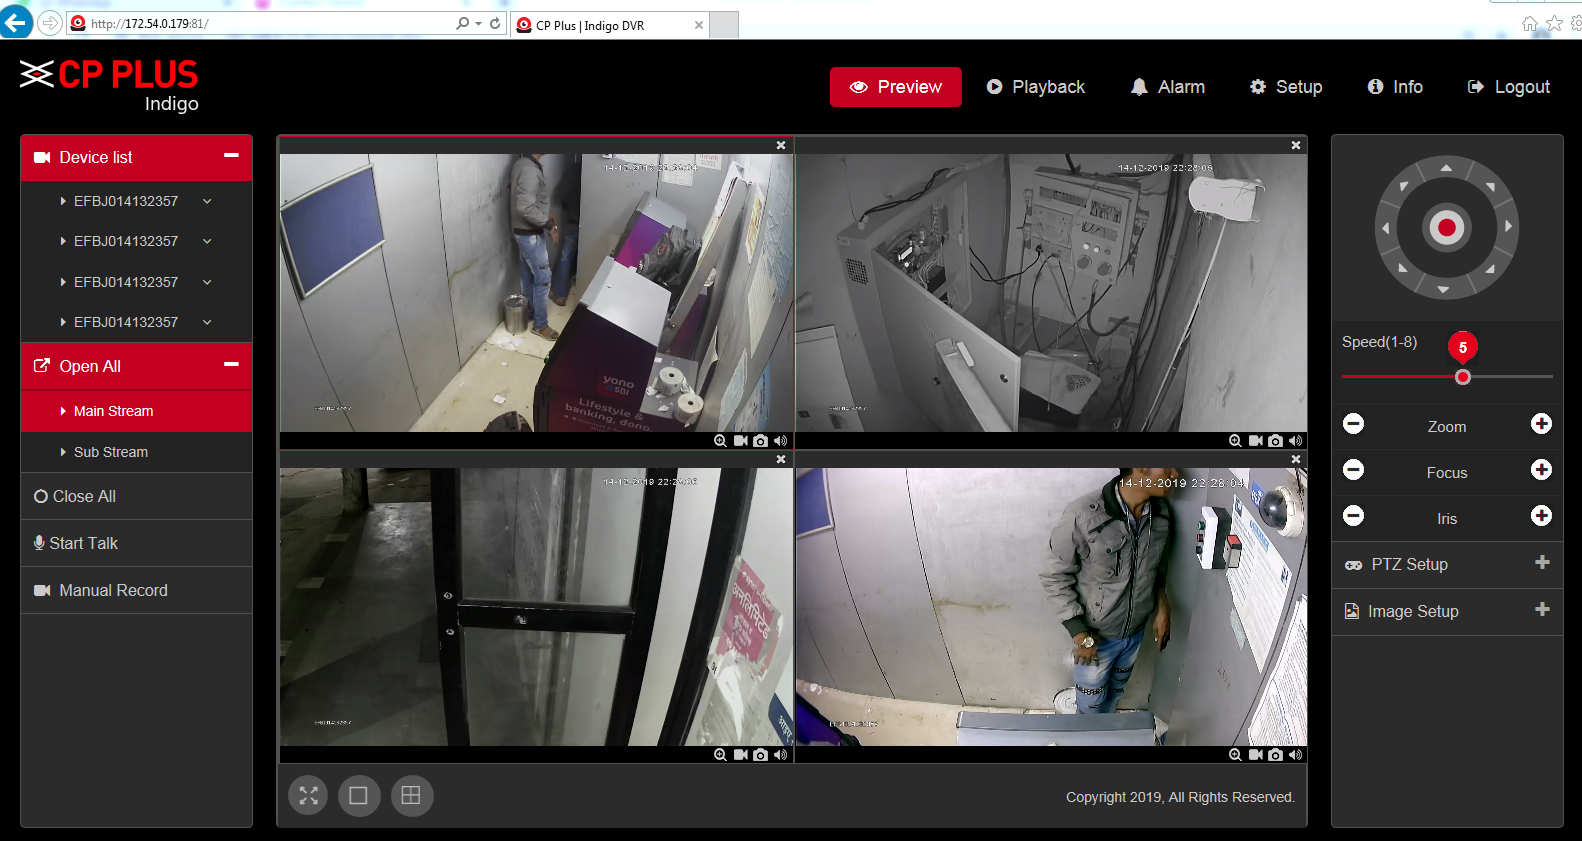 http://172.54.0.179:81/
CP Plus | Indigo DVR
CP PLUS
Indigo
Preview
Playback
Alarm
Setup
Info
Logout
Device list
EFBJ014132357
EFBJ014132357
EFBJ014132357
EFBJ014132357
Open All
Main Stream
Sub Stream
Close All
Start Talk
Manual Record
14-12-2019 22:28:04
yono
SBI
Lifestyle &
banking, dono.
14-12-2019 22:28:06
14-12-2019 22:28:06
14-12-2019 22:28:04
Copyright 2019, All Rights Reserved.
Speed(1-8)
5
Zoom
Focus
Iris
PTZ Setup
Image Setup